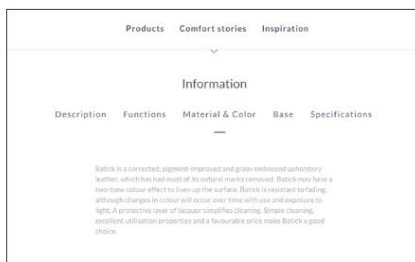 Products Comfort stories Inspiration
Information
Description Functions Material & Color Base Specifications
Batick is a corrected, pigment-improved and grain-embossed upholstery
leather, which has had most of its natural marks removed. Batick may have a
two-tone colour effect to liven up the surface. Batick is resistant to fading,
although changes in colour will occur over time with use and exposure to
light. A protective layer of lacquer simplifies cleaning. Simple cleaning,
excellent utilisation properties and a favourable price make Batick a good
choice.